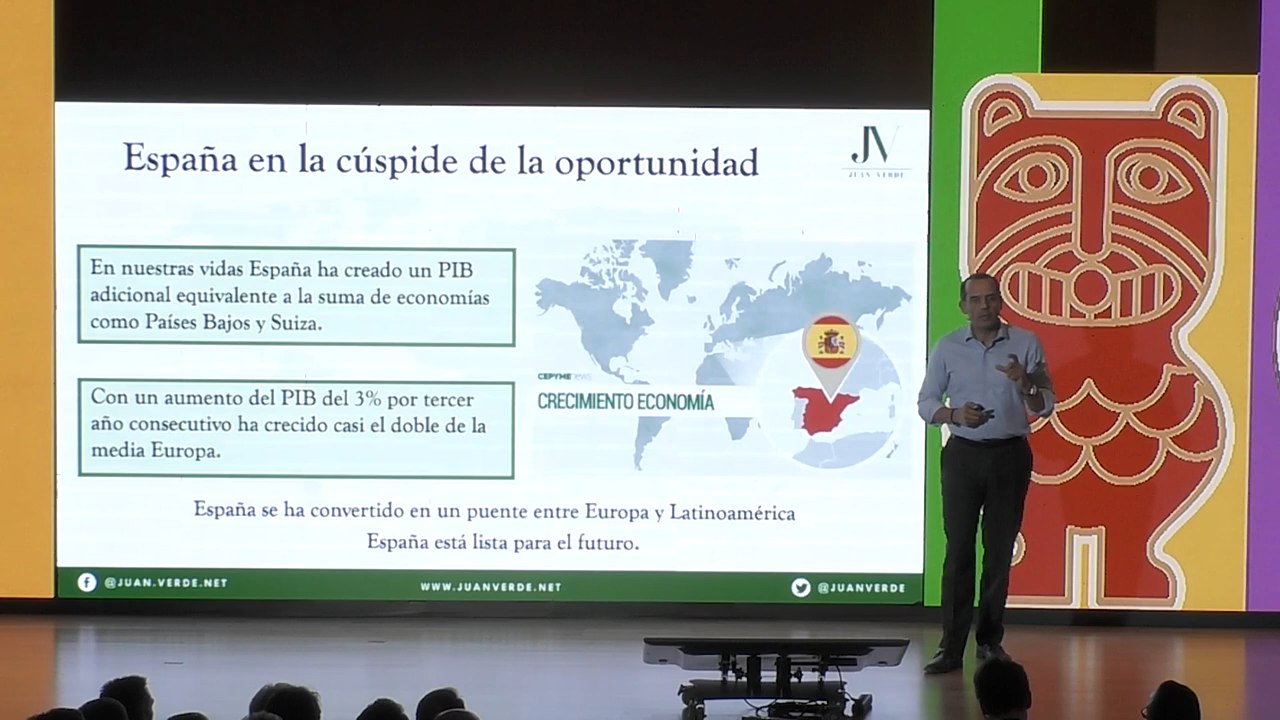 España en la cúspide de la oportunidad
JV
JUAN VERDE
En nuestras vidas España ha creado un PIB
adicional equivalente a la suma de economías
como Países Bajos y Suiza.
Con un aumento del PIB del 3% por tercer
año consecutivo ha crecido casi el doble de la
media Europa.
CEPYME
CRECIMIENTO ECONOMÍA
España se ha convertido en un puente entre Europa y Latinoamérica
España está lista para el futuro.
@JUAN.VERDE.NET
WWW.JUANVERDE.NET
@JUANVERDE